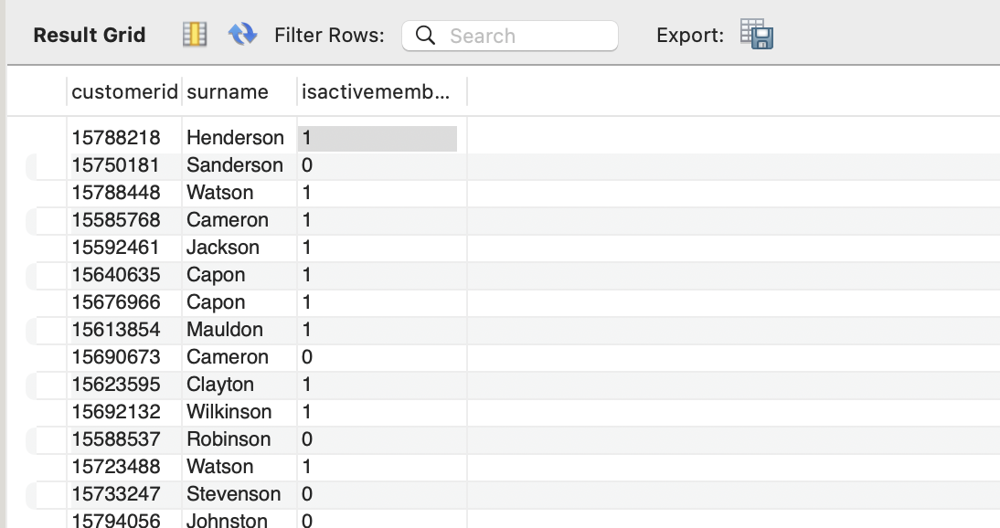 Result Grid Filter Rows: Search Export:
customerid surname isactivememb...
15788218 Henderson 1
15750181 Sanderson 0
15788448 Watson 1
15585768 Cameron 1
15592461 Jackson 1
15640635 Capon 1
15676966 Capon 1
15613854 Mauldon 1
15690673 Cameron 0
15623595 Clayton 1
15692132 Wilkinson 1
15588537 Robinson 0
15723488 Watson 1
15733247 Stevenson 0
15794056 Johnston 0